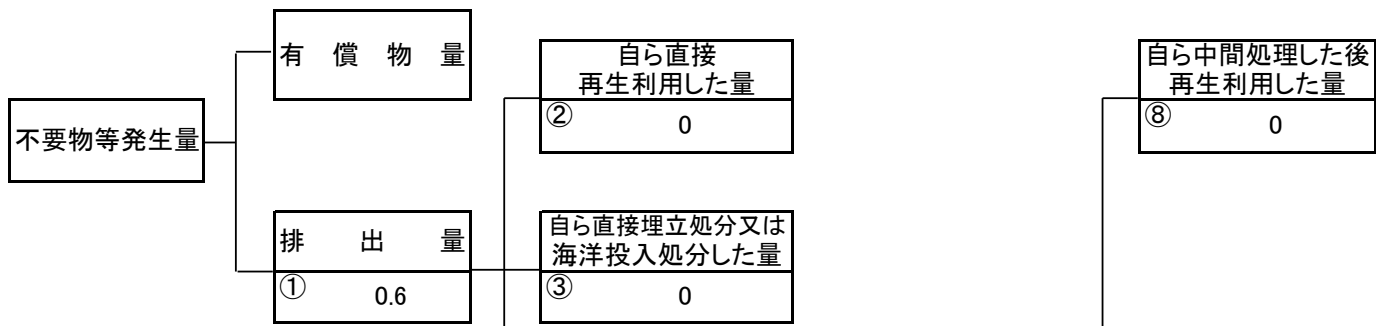 有償物量
自ら直接
再生利用した量
②
0
自ら中間処理した後
再生利用した量
⑧
0
不要物等発生量
排出量
①
0.6
自ら直接埋立処分又は
海洋投入処分した量
③
0